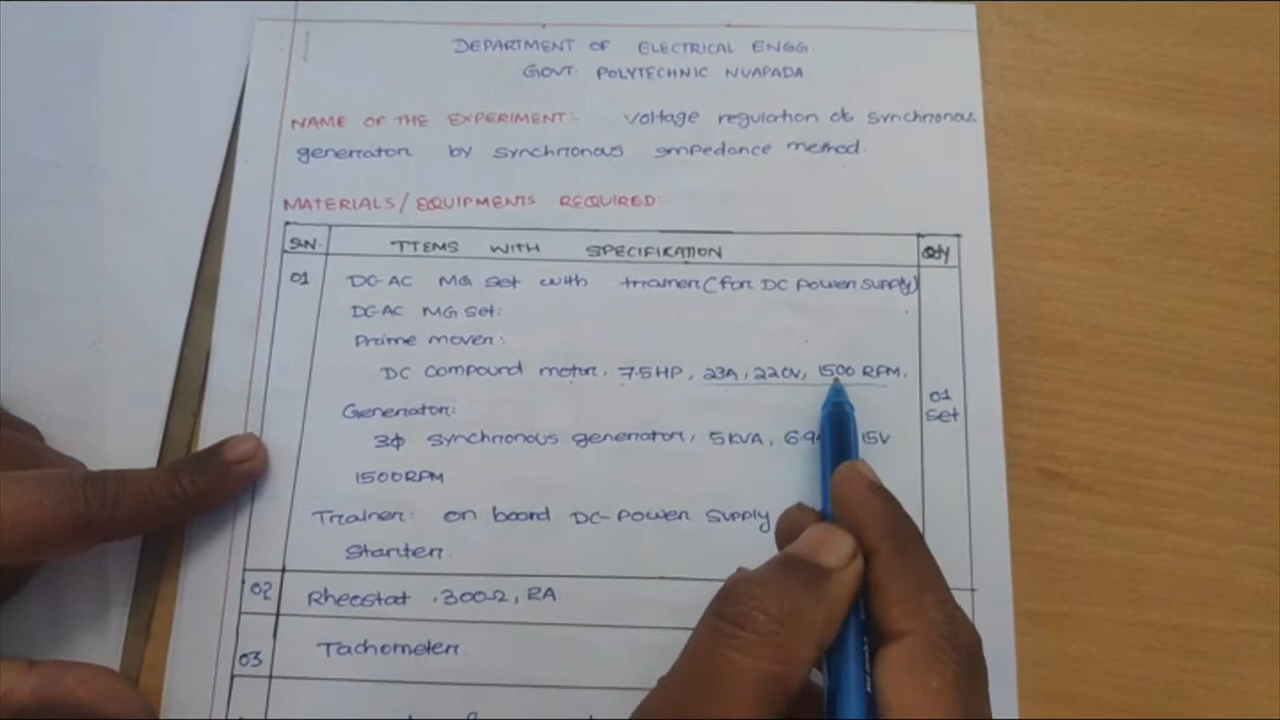 DEPARTMENT OF ELECTRICAL ENGG.
GOVT. POLYTECHNIC NUAPADA
NAME OF THE EXPERIMENT: Voltage regulation of synchronous
generator by synchronous impedance method.
MATERIALS/EQUIPMENTS REQUIRED:
SN. ITEMS WITH SPECIFICATION Qty
01 DC-AC MG set with trainer (for DC power supply)
DC-AC MG set:
Prime mover:
DC compound motor, 7.5HP, 23A, 220V, 1500 RPM,
Generator:
01 set
3Φ synchronous generator, 5KVA, 6.9 15V
1500RPM
Trainer: on board DC-Power supply
Starter.
02 Rheostat, 300Ω, 2A
03 Tachometer